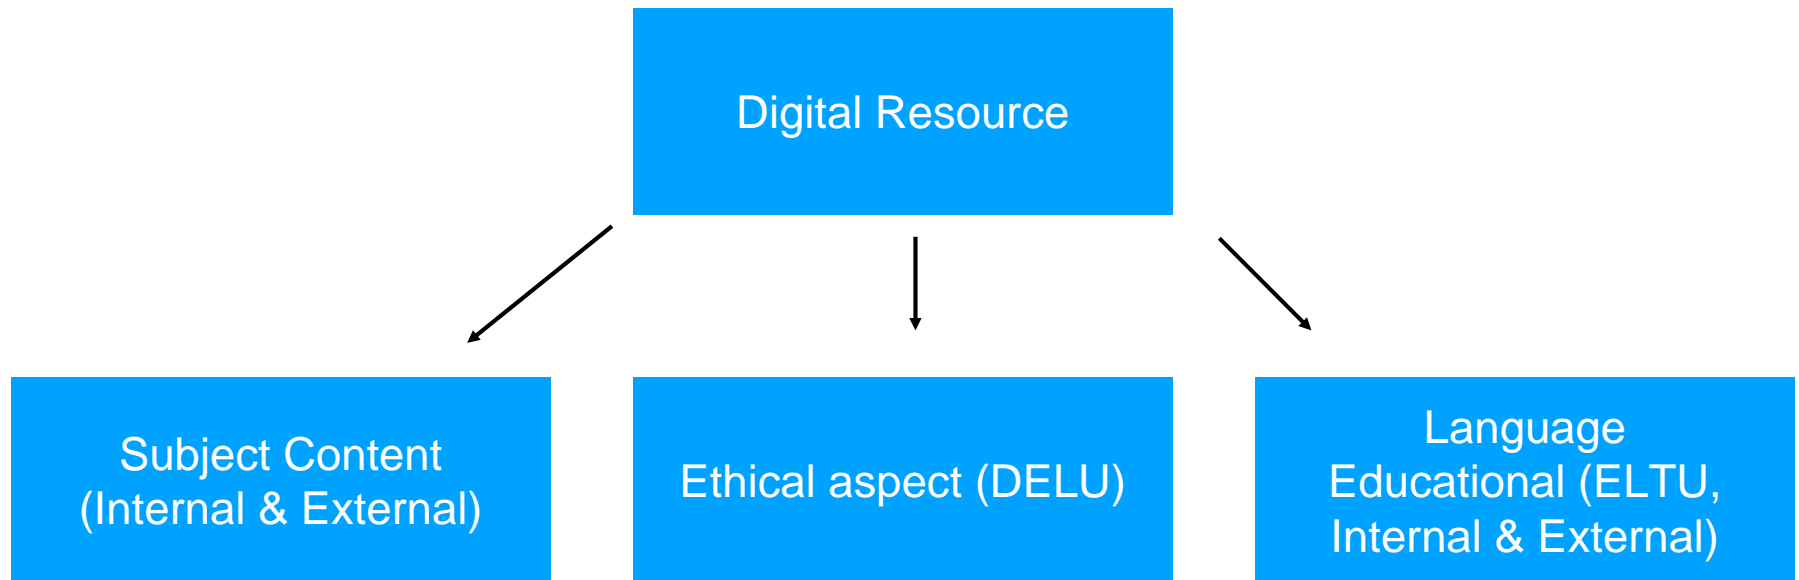 Digital Resource
Subject Content
(Internal & External)
Ethical aspect (DELU)
Language
Educational (ELTU,
Internal & External)